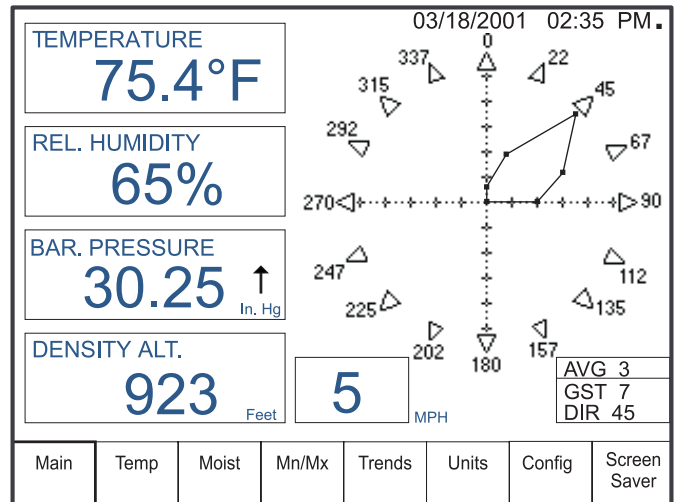 03/18/2001 02:35 PM.
TEMPERATURE
75.4°F
REL. HUMIDITY
65%
BAR. PRESSURE
30.25 ↑ In. Hg
DENSITY ALT.
923 Feet
5 MPH
0
22
45
67
90
112
135
157
180
202
225
247
270
292
315
337
AVG 3
GST 7
DIR 45
Main Temp Moist Mn/Mx Trends Units Config Screen Saver